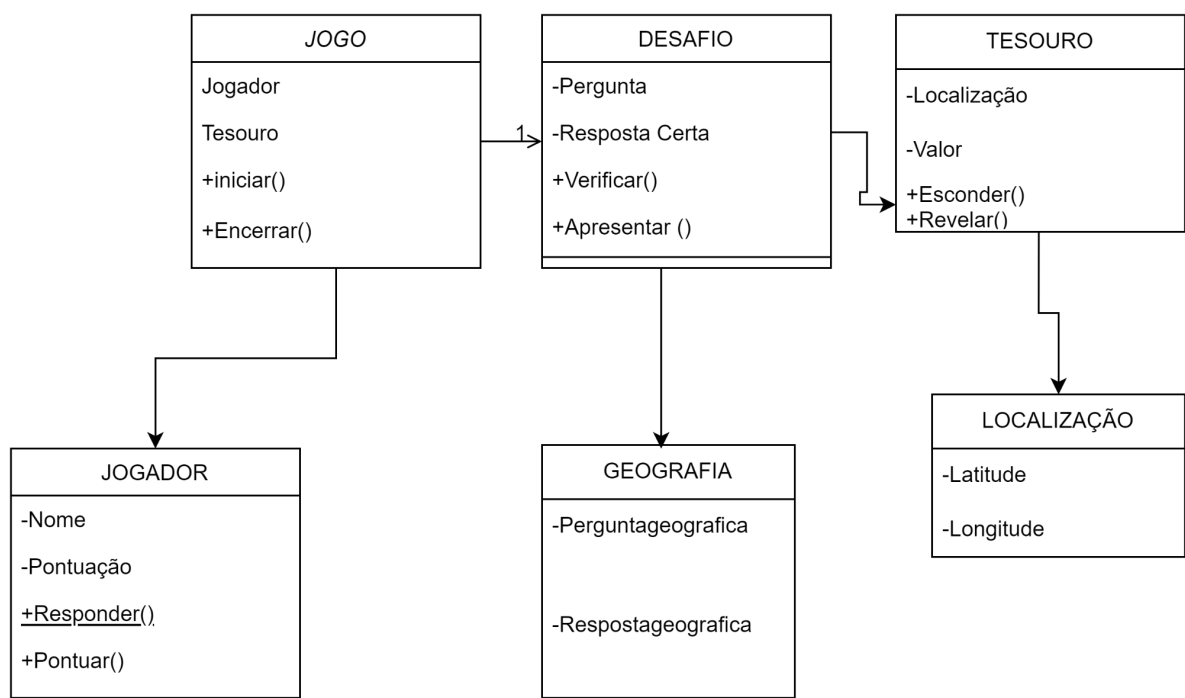 JOGO
Jogador
Tesouro
+iniciar()
+Encerrar()
1
DESAFIO
-Pergunta
-Resposta Certa
+Verificar()
+Apresentar ()
TESOURO
-Localização
-Valor
+Esconder()
+Revelar()
JOGADOR
-Nome
-Pontuação
+Responder()
+Pontuar()
GEOGRAFIA
-Perguntageografica
-Respostageografica
LOCALIZAÇÃO
-Latitude
-Longitude